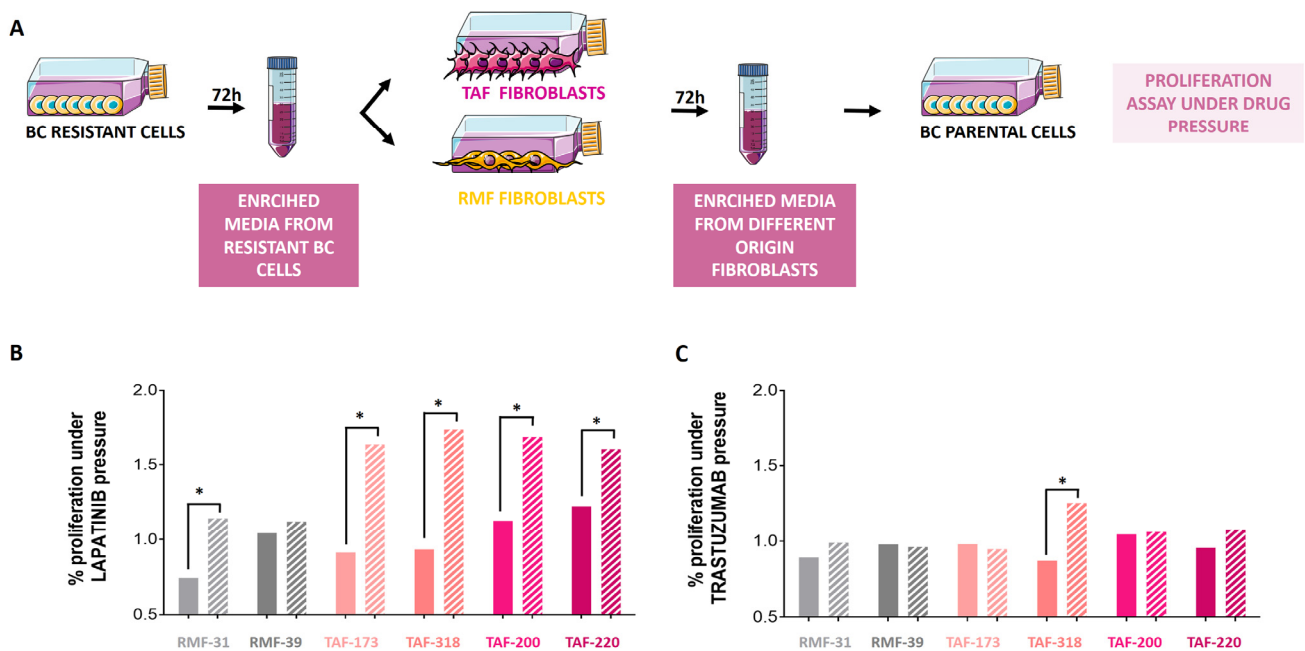 A
72h
TAF FIBROBLASTS
RMF FIBROBLASTS
72h
BC RESISTANT CELLS
BC PARENTAL CELLS
PROLIFERATION
ASSAY UNDER DRUG
PRESSURE
ENRCIHED
MEDIA FROM
RESISTANT BC
CELLS
ENRCIHED MEDIA
FROM DIFFERENT
ORIGIN
FIBROBLASTS
B
% proliferation under
LAPATINIB pressure
2.0
1.5
1.0
0.5
*
*
*
*
*
RMF-31 RMF-39 TAF-173 TAF-318 TAF-200 TAF-220
C
% proliferation under
TRASTUZUMAB pressure
2.0
1.5
1.0
0.5
*
RMF-31 RMF-39 TAF-173 TAF-318 TAF-200 TAF-220